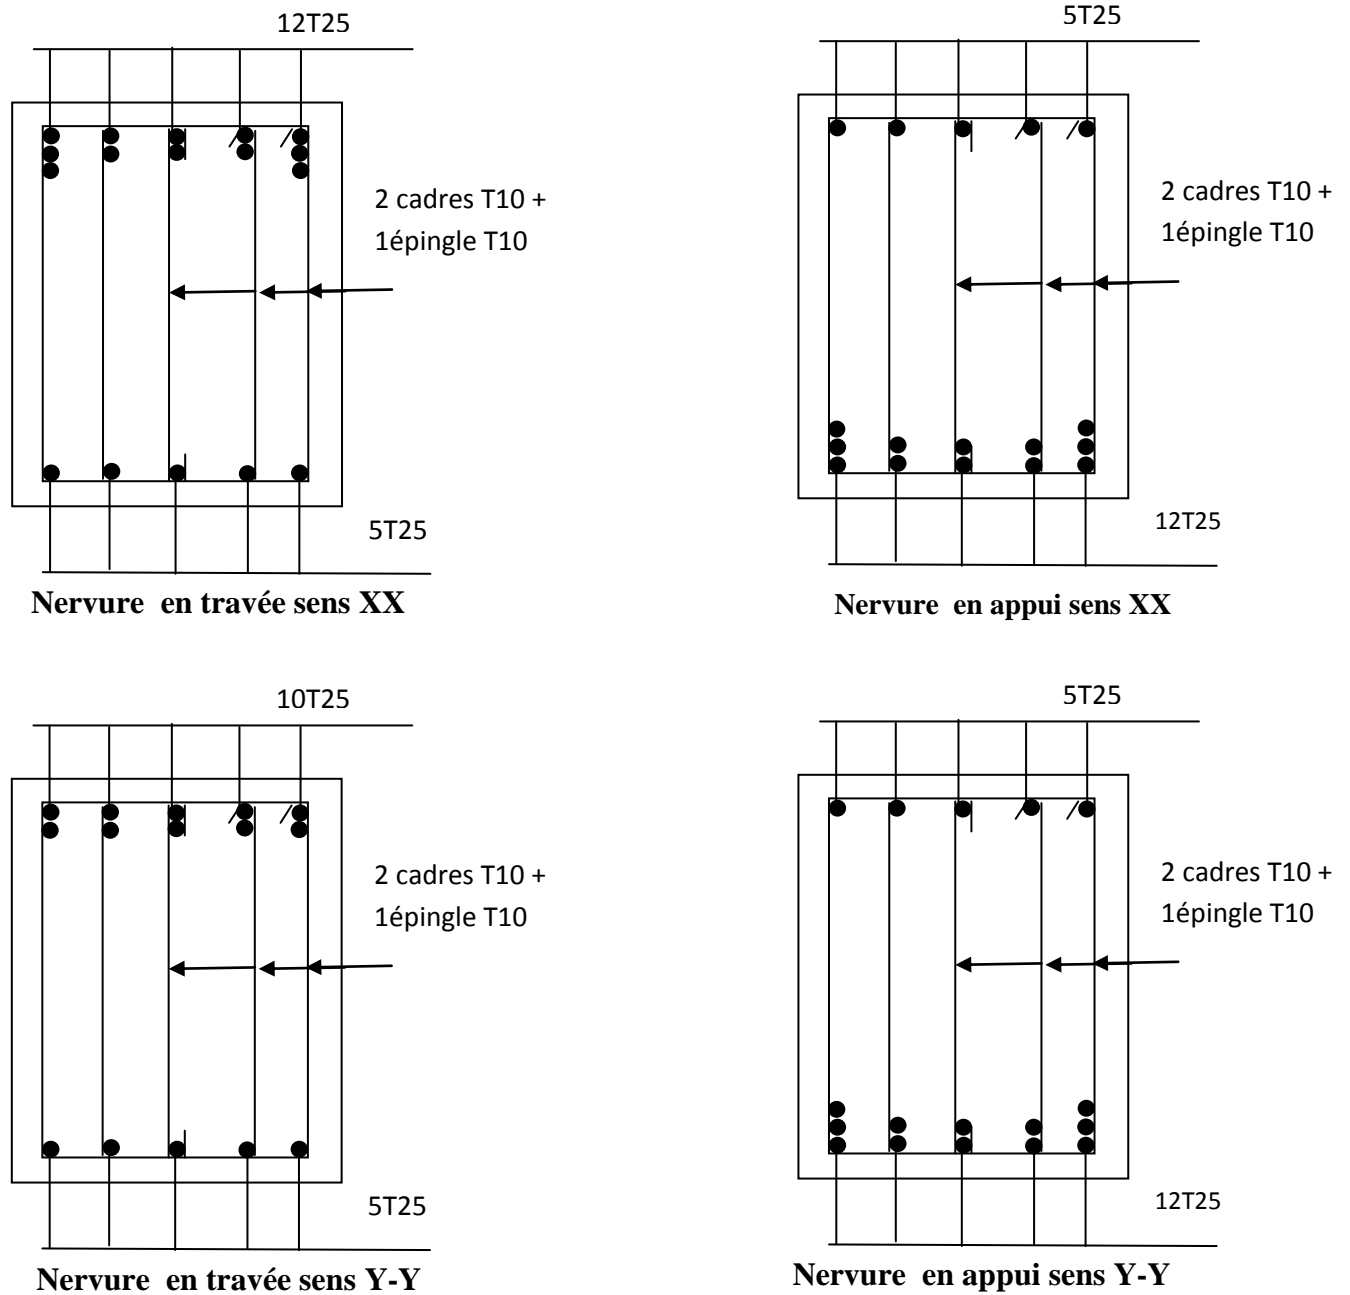 12T25
2 cadres T10 +
1épingle T10
5T25
Nervure en travée sens XX
5T25
2 cadres T10 +
1épingle T10
12T25
Nervure en appui sens XX
10T25
2 cadres T10 +
1épingle T10
5T25
Nervure en travée sens Y-Y
5T25
2 cadres T10 +
1épingle T10
12T25
Nervure en appui sens Y-Y